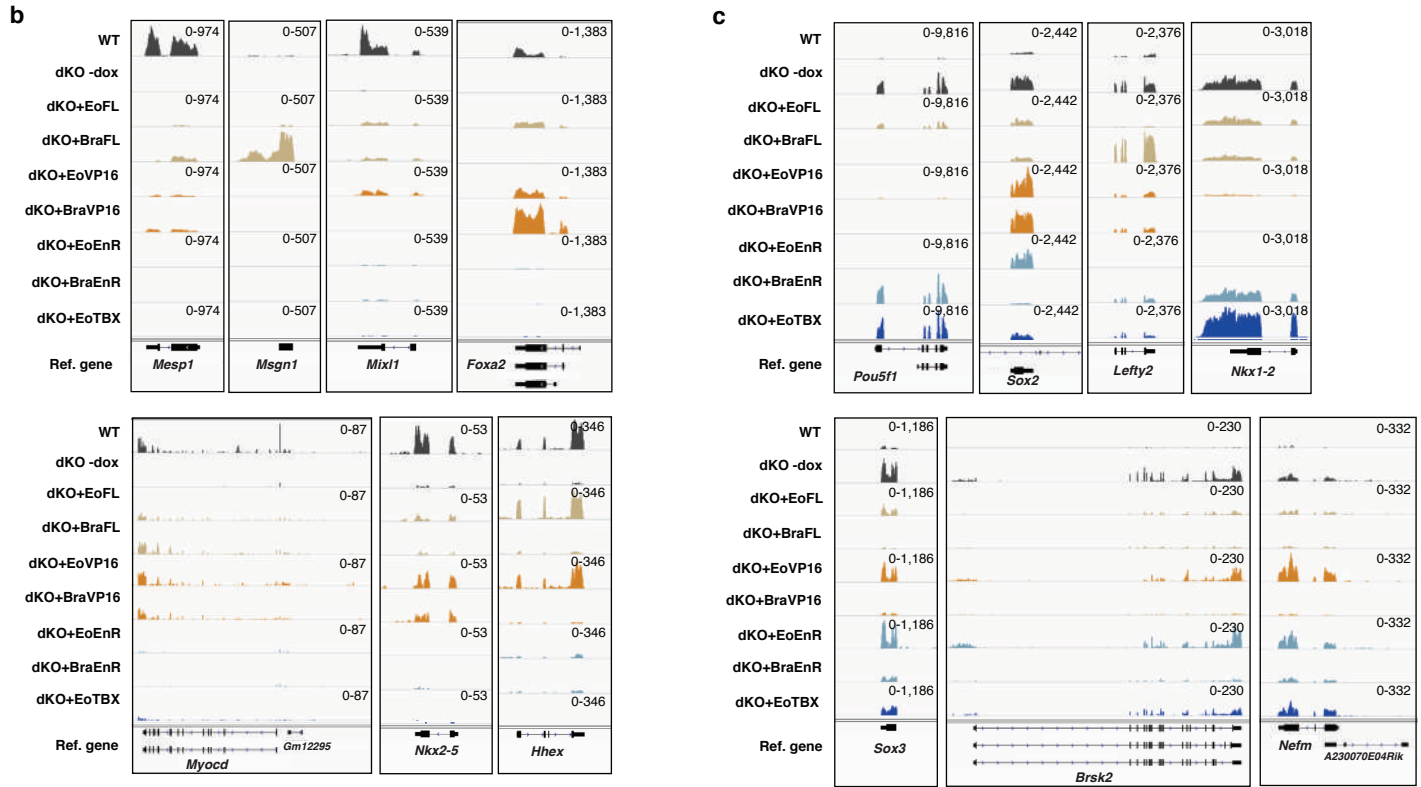 b
WT 0-974 0-507 0-539 0-1,383
dKO -dox
dKO+EoFL 0-974 0-507 0-539 0-1,383
dKO+BraFL
dKO+EoVP16 0-974 0-507 0-539 0-1,383
dKO+BraVP16
dKO+EoEnR 0-974 0-507 0-539 0-1,383
dKO+BraEnR
dKO+EoTBX 0-974 0-507 0-539 0-1,383
Ref. gene Mesp1 Msgn1 Mixl1 Foxa2
WT 0-87 0-53 0-346
dKO -dox
dKO+EoFL 0-87 0-53 0-346
dKO+BraFL
dKO+EoVP16 0-87 0-53 0-346
dKO+BraVP16
dKO+EoEnR 0-87 0-53 0-346
dKO+BraEnR
dKO+EoTBX 0-87 0-53 0-346
Ref. gene Myocd Gm12295 Nkx2-5 Hhex
c
WT 0-9,816 0-2,442 0-2,376 0-3,018
dKO -dox
dKO+EoFL 0-9,816 0-2,442 0-2,376 0-3,018
dKO+BraFL
dKO+EoVP16 0-9,816 0-2,442 0-2,376 0-3,018
dKO+BraVP16
dKO+EoEnR 0-9,816 0-2,442 0-2,376 0-3,018
dKO+BraEnR
dKO+EoTBX 0-9,816 0-2,442 0-2,376 0-3,018
Ref. gene Pou5f1 Sox2 Lefty2 Nkx1-2
WT 0-1,186 0-230 0-332
dKO -dox
dKO+EoFL 0-1,186 0-230 0-332
dKO+BraFL
dKO+EoVP16 0-1,186 0-230 0-332
dKO+BraVP16
dKO+EoEnR 0-1,186 0-230 0-332
dKO+BraEnR
dKO+EoTBX 0-1,186 0-230 0-332
Ref. gene Sox3 Brsk2 Nefm A230070E04Rik